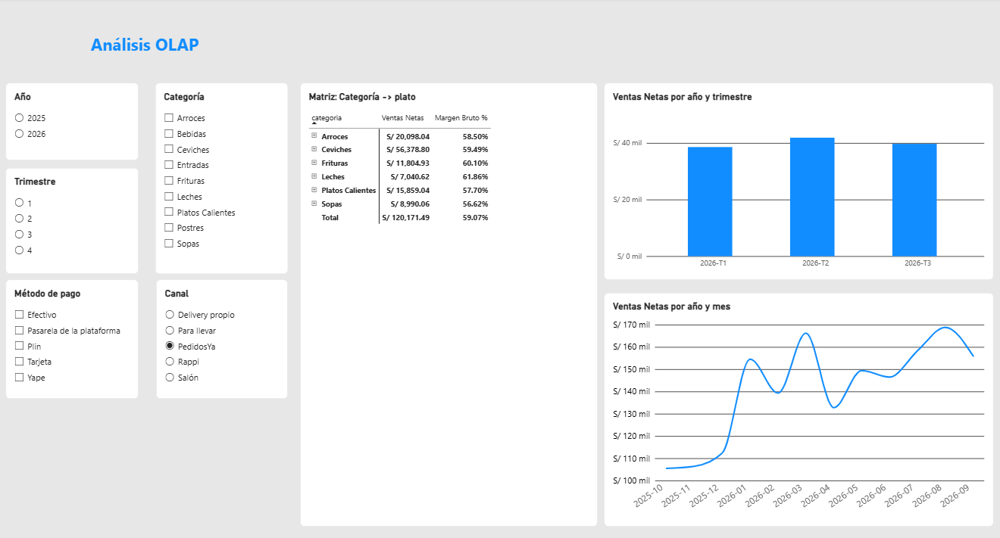 Análisis OLAP
Año
2025
2026
Trimestre
1
2
3
4
Método de pago
Efectivo
Pasarela de la plataforma
Plin
Tarjeta
Yape
Categoría
Arroces
Bebidas
Ceviches
Entradas
Frituras
Leches
Platos Calientes
Postres
Sopas
Canal
Delivery propio
Para llevar
PedidosYa
Rappi
Salón
Matriz: Categoría -> plato
categoria Ventas Netas Margen Bruto %
Arroces S/ 20,098.04 58.50%
Ceviches S/ 56,378.80 59.49%
Frituras S/ 11,804.93 60.10%
Leches S/ 7,040.62 61.86%
Platos Calientes S/ 15,859.04 57.70%
Sopas S/ 8,990.06 56.62%
Total S/ 120,171.49 59.07%
Ventas Netas por año y trimestre
S/ 40 mil
S/ 20 mil
S/ 0 mil
2026-T1 2026-T2 2026-T3
Ventas Netas por año y mes
S/ 170 mil
S/ 160 mil
S/ 150 mil
S/ 140 mil
S/ 130 mil
S/ 120 mil
S/ 110 mil
S/ 100 mil
2025-10 2025-11 2025-12 2026-01 2026-02 2026-03 2026-04 2026-05 2026-06 2026-07 2026-08 2026-09